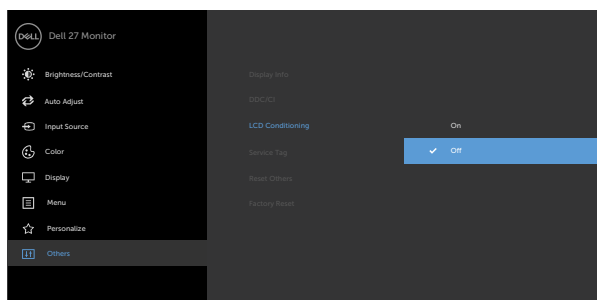 DELL Dell 27 Monitor
Brightness/Contrast
Auto Adjust
Input Source
Color
Display
Menu
Personalize
Others
Display Info
DDC/CI
LCD Conditioning
Service Tag
Reset Others
Factory Reset
On
Off